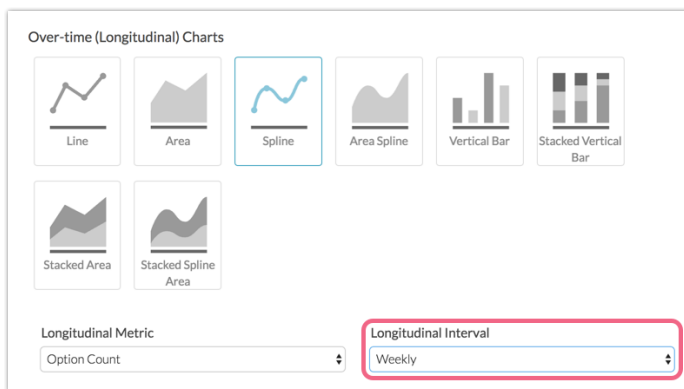 Over-time (Longitudinal) Charts
Line
Area
Spline
Area Spline
Vertical Bar
Stacked Vertical
Bar
Stacked Area
Stacked Spline
Area
Longitudinal Metric
Option Count
Longitudinal Interval
Weekly